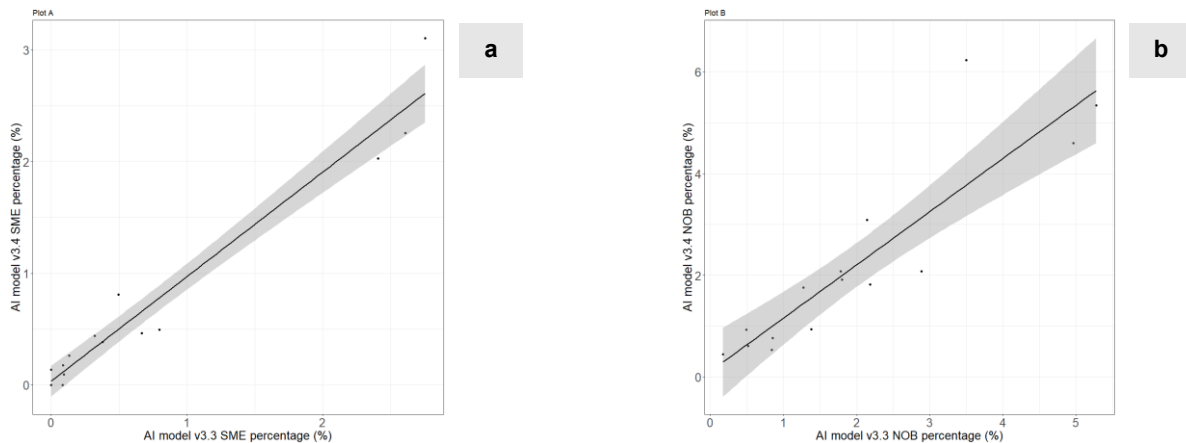 Plot A
AI model v3.4 SME percentage (%)
3
2
1
0
0 1 2
AI model v3.3 SME percentage (%)
a
Plot B
AI model v3.4 NOB percentage (%)
6
4
2
0
0 1 2 3 4 5
AI model v3.3 NOB percentage (%)
b